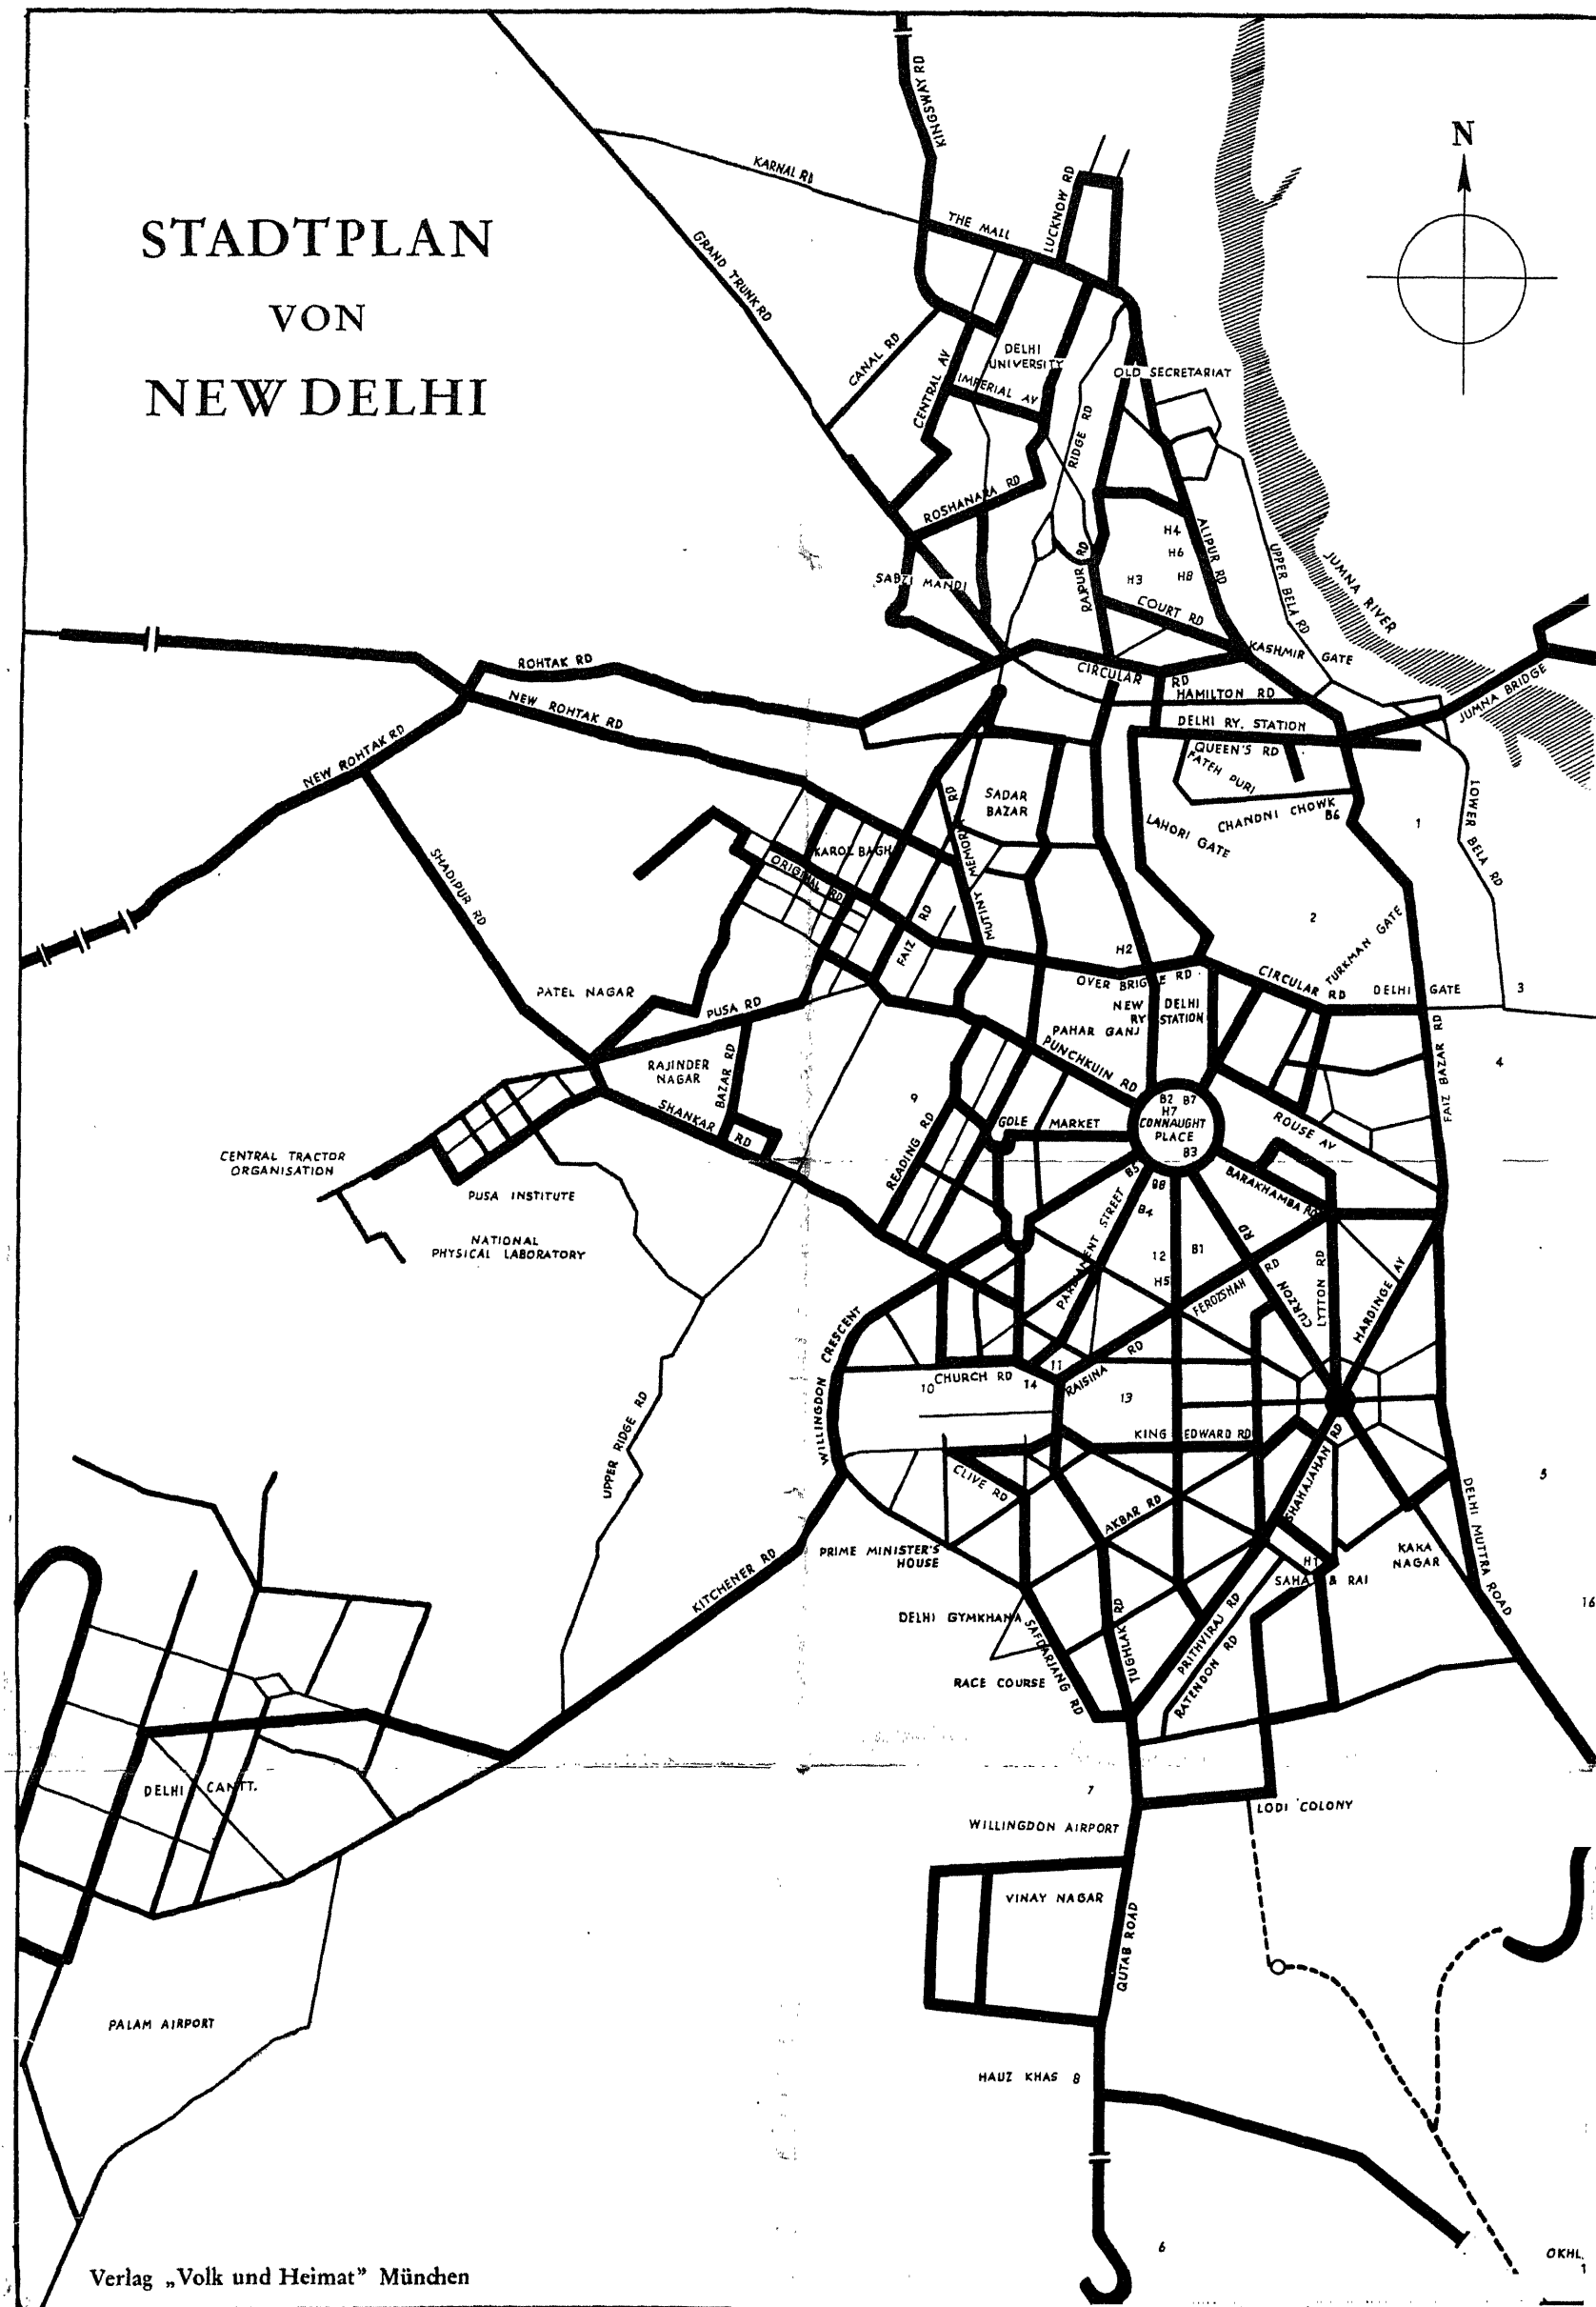 STADTPLAN
VON
NEW DELHI
N
KINGSWAY RD
KARNAL RD
THE MALL
LUCKNOW RD
GRAND TRUNK RD
CANAL RD
CENTRAL AV
DELHI
UNIVERSITY
IMPERIAL AV
OLD SECRETARIAT
RIDGE RD
ROSHANARA RD
SABZI MANDI
RAJPUR RD
H4
H6
H8
H3
ALIPUR RD
UPPER BELA RD
JUMNA RIVER
COURT RD
KASHMIR GATE
CIRCULAR RD
HAMILTON RD
JUMNA BRIDGE
DELHI RY. STATION
QUEEN'S RD
FATEH PURI
CHANDNI CHOWK
B6
LAHORI GATE
1
LOWER BELA RD
ROHTAK RD
NEW ROHTAK RD
NEW ROHTAK RD
SHADIPUR RD
SADAR
BAZAR
MUTINY MEMORIAL RD
KAROL BAGH
ORIGINAL RD
FAIZ RD
2
TURKMAN GATE
H2
OVER BRIDGE RD
CIRCULAR RD
DELHI GATE
3
PATEL NAGAR
PUSA RD
NEW DELHI
RY STATION
PAHAR GANJ
PUNCHKUIN RD
FAIZ BAZAR RD
4
RAJINDER
NAGAR
BAZAR RD
SHANKAR RD
9
READING RD
GOLE MARKET
B2 B7
H7
CONNAUGHT
PLACE
B3
ROUSE AV
CENTRAL TRACTOR
ORGANISATION
PUSA INSTITUTE
NATIONAL
PHYSICAL LABORATORY
B5
B8
B4
PARLIAMENT STREET
BARAKHAMBA RD
12
B1
H5
FEROZSHAH RD
CURZON RD
LYTTON RD
HARDINGE AV
WILLINGDON CRESCENT
CHURCH RD
10
14
11
RAISINA RD
13
UPPER RIDGE RD
KING EDWARD RD
CLIVE RD
AKBAR RD
SHAHAJAHAN RD
5
DELHI MUTTRA ROAD
PRIME MINISTER'S
HOUSE
KITCHENER RD
KAKA
NAGAR
H1
SAHA & RAI
16
DELHI GYMKHANA
SAFDARJANG RD
TUGHLAK RD
PRITHVIRAJ RD
RATENDON RD
RACE COURSE
DELHI CANTT.
7
LODI COLONY
WILLINGDON AIRPORT
VINAY NAGAR
QUTAB ROAD
PALAM AIRPORT
HAUZ KHAS 8
6
OKHL.
1
Verlag „Volk und Heimat” München